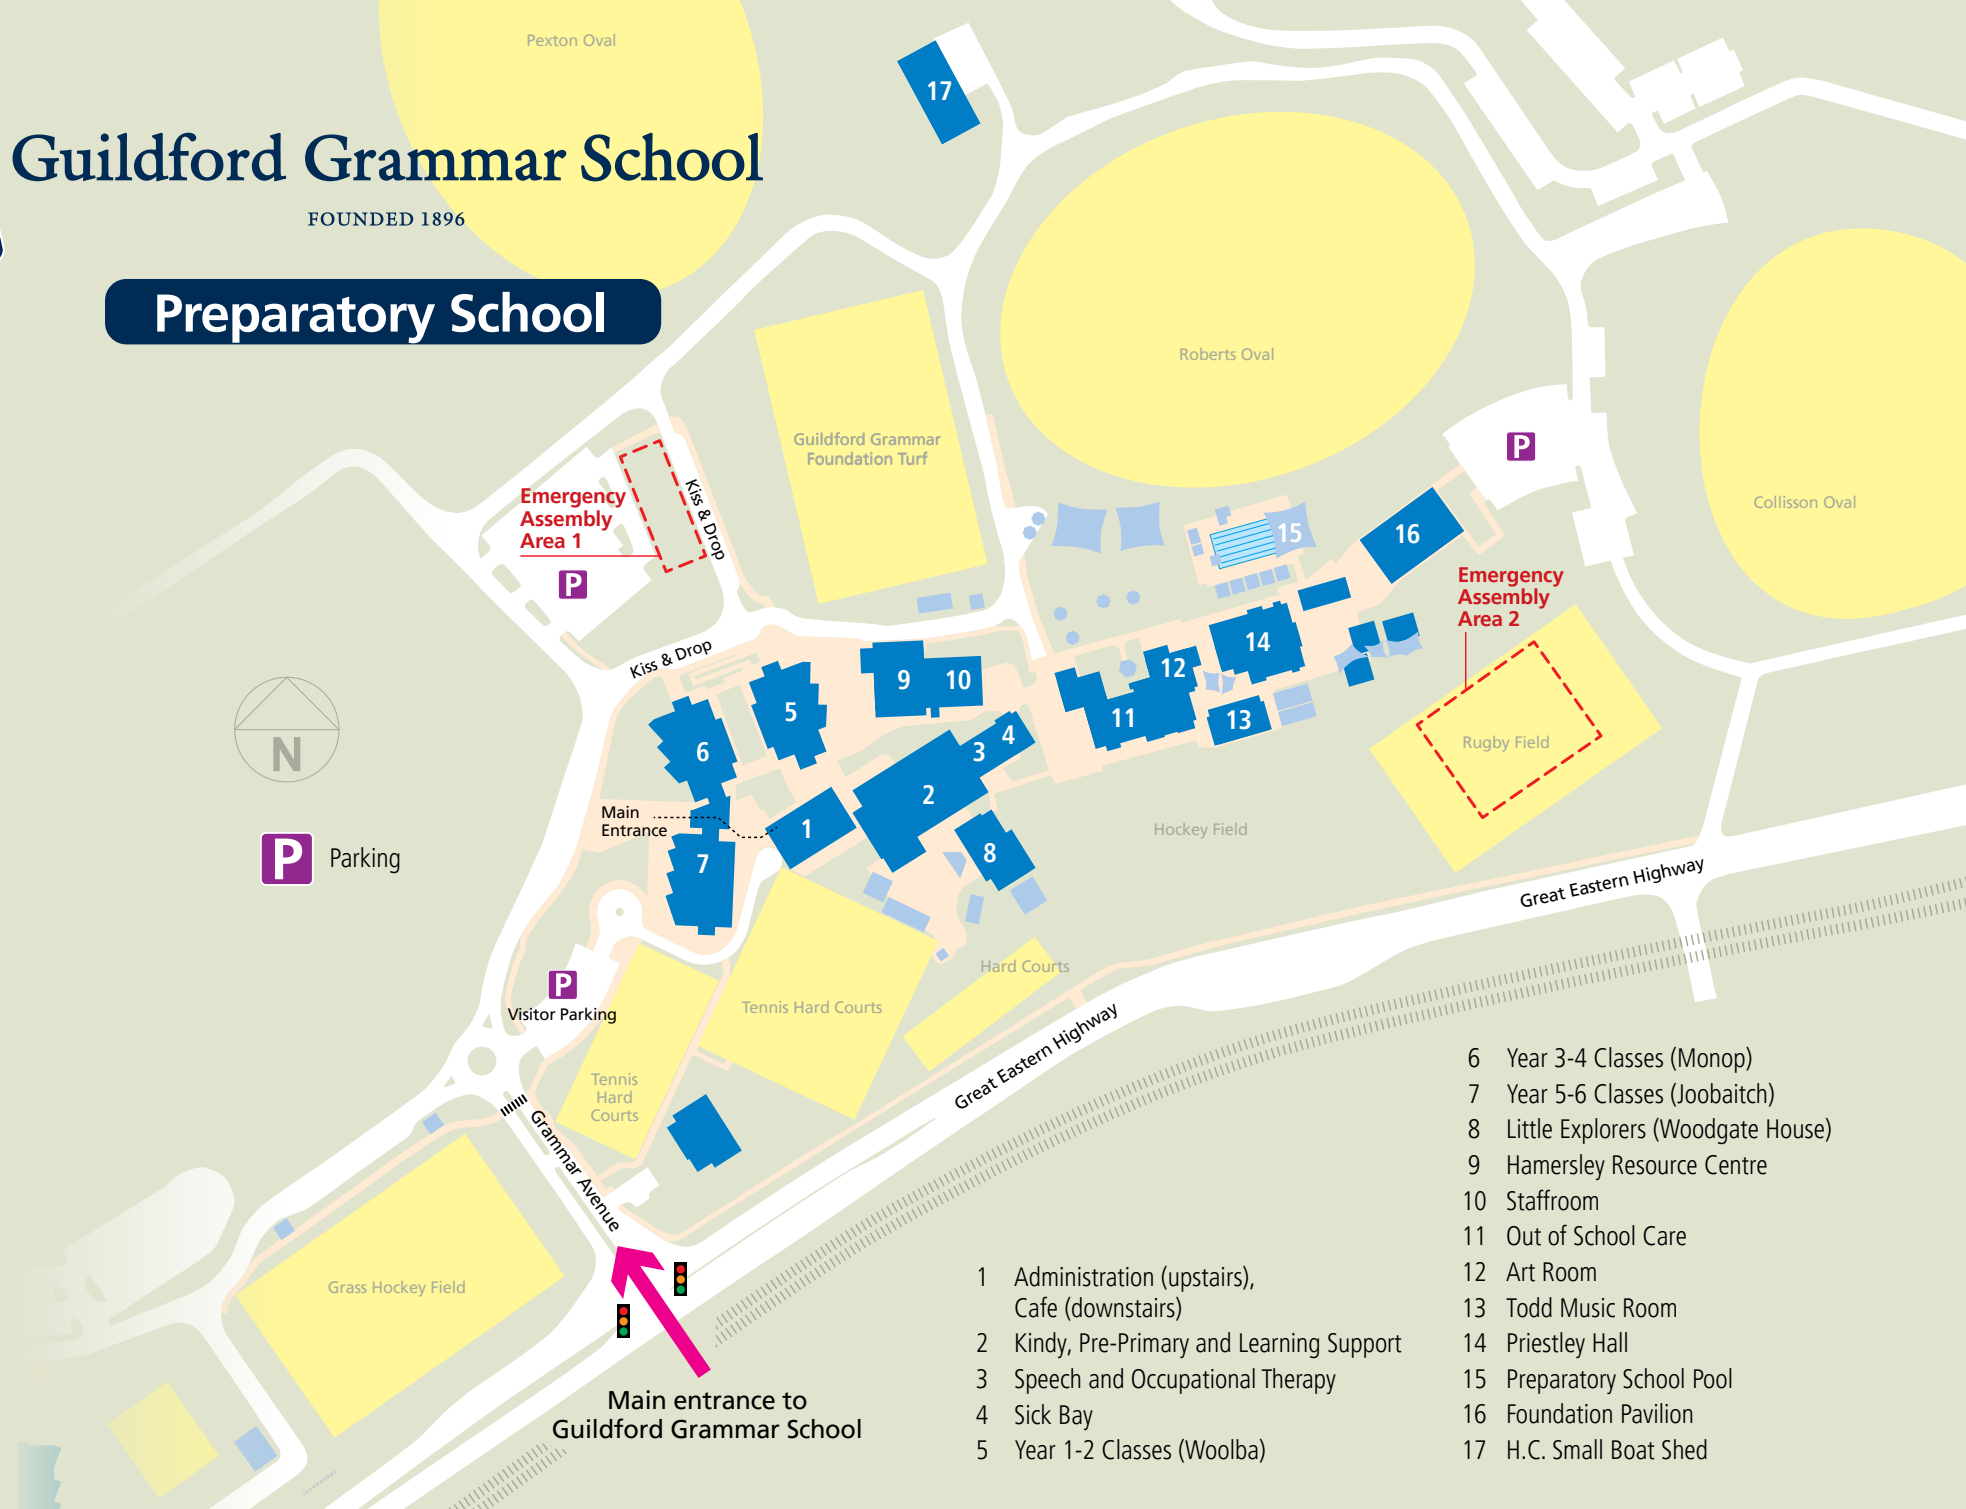 Pexton Oval
Guildford Grammar School
FOUNDED 1896
Preparatory School
17
Roberts Oval
Guildford Grammar
Foundation Turf
Collisson Oval
P
Emergency
Assembly
Area 1
Kiss & Drop
P
15
16
Emergency
Assembly
Area 2
Kiss & Drop
9
10
12
14
5
6
4
3
11
13
Rugby Field
N
2
Main
Entrance
1
Hockey Field
7
8
P Parking
Great Eastern Highway
P
Visitor Parking
Hard Courts
Tennis Hard Courts
Great Eastern Highway
Tennis
Hard
Courts
Grammar Avenue
Grass Hockey Field
Main entrance to
Guildford Grammar School
1 Administration (upstairs),
Cafe (downstairs)
2 Kindy, Pre-Primary and Learning Support
3 Speech and Occupational Therapy
4 Sick Bay
5 Year 1-2 Classes (Woolba)
6 Year 3-4 Classes (Monop)
7 Year 5-6 Classes (Joobaitch)
8 Little Explorers (Woodgate House)
9 Hamersley Resource Centre
10 Staffroom
11 Out of School Care
12 Art Room
13 Todd Music Room
14 Priestley Hall
15 Preparatory School Pool
16 Foundation Pavilion
17 H.C. Small Boat Shed